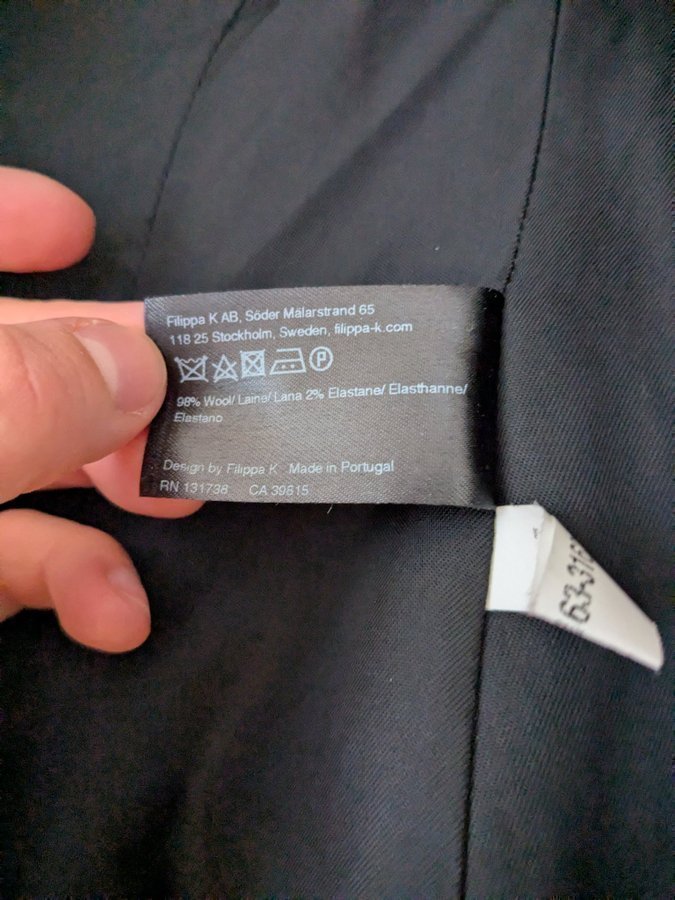 Filippa K AB, Söder Mälarstrand 65
118 25 Stockholm, Sweden, filippa-k.com
P
98% Wool/ Laine/ Lana 2% Elastane/ Elasthanne/
Elastano
Design by Filippa K Made in Portugal
RN 131738 CA 39815